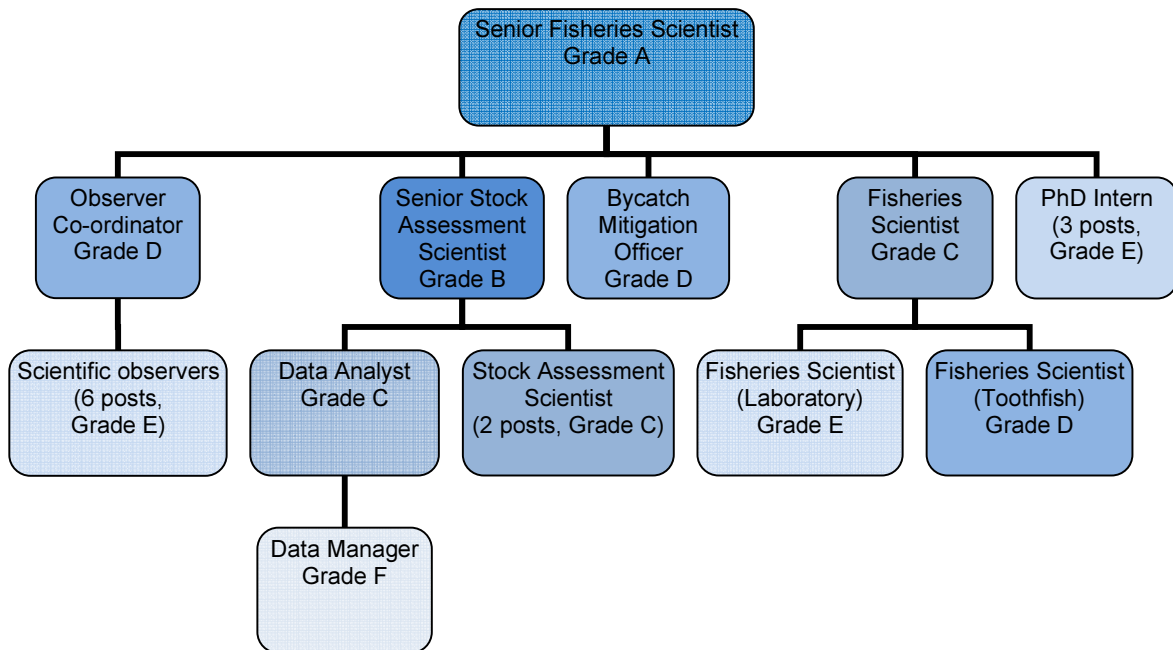 Senior Fisheries Scientist
Grade A
Observer
Co-ordinator
Grade D
Senior Stock
Assessment
Scientist
Grade B
Bycatch
Mitigation
Officer
Grade D
Fisheries
Scientist
Grade C
PhD Intern
(3 posts,
Grade E)
Scientific observers
(6 posts,
Grade E)
Data Analyst
Grade C
Stock Assessment
Scientist
(2 posts, Grade C)
Fisheries Scientist
(Laboratory)
Grade E
Fisheries Scientist
(Toothfish)
Grade D
Data Manager
Grade F